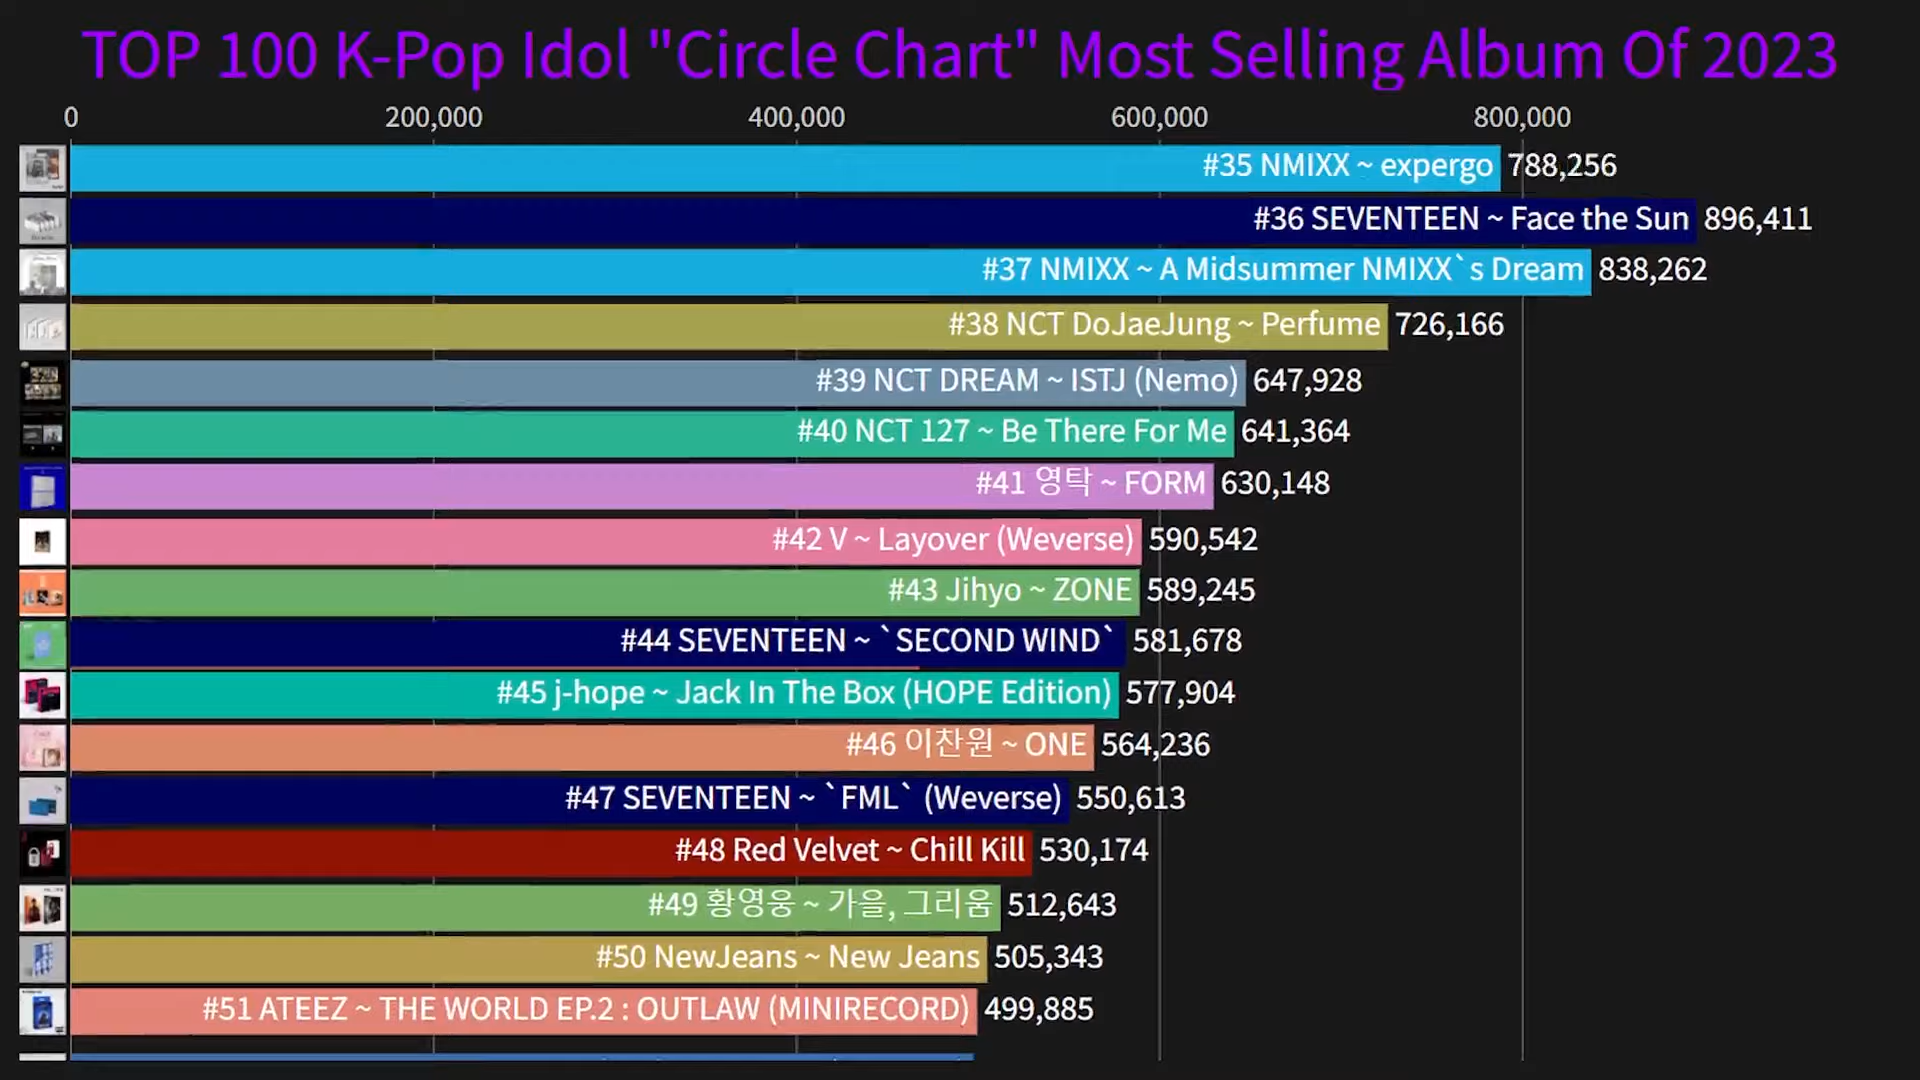 TOP 100 K-Pop Idol "Circle Chart" Most Selling Album Of 2023
0 200,000 400,000 600,000 800,000
#35 NMIXX ~ expergo 788,256
#36 SEVENTEEN ~ Face the Sun 896,411
#37 NMIXX ~ A Midsummer NMIXX`s Dream 838,262
#38 NCT DoJaeJung ~ Perfume 726,166
#39 NCT DREAM ~ ISTJ (Nemo) 647,928
#40 NCT 127 ~ Be There For Me 641,364
#41 영탁 ~ FORM 630,148
#42 V ~ Layover (Weverse) 590,542
#43 Jihyo ~ ZONE 589,245
#44 SEVENTEEN ~ `SECOND WIND` 581,678
#45 j-hope ~ Jack In The Box (HOPE Edition) 577,904
#46 이찬원 ~ ONE 564,236
#47 SEVENTEEN ~ `FML` (Weverse) 550,613
#48 Red Velvet ~ Chill Kill 530,174
#49 황영웅 ~ 가을, 그리움 512,643
#50 NewJeans ~ New Jeans 505,343
#51 ATEEZ ~ THE WORLD EP.2 : OUTLAW (MINIRECORD) 499,885